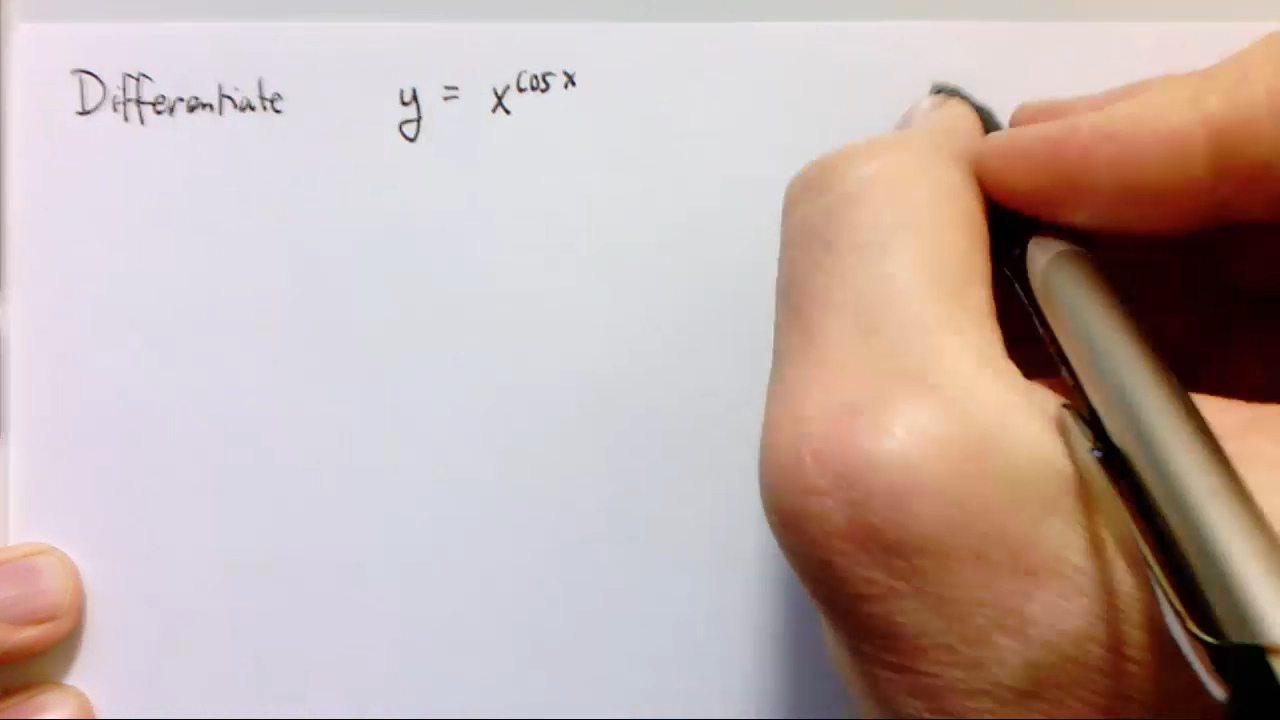 Differentiate y = x^cos x